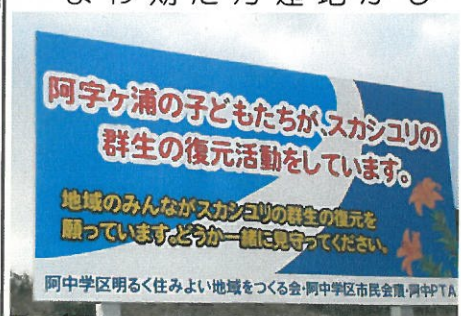 阿字ヶ浦の子どもたちが、スカシユリの
群生の復元活動をしています。
地域のみんながスカシユリの群生の復元を
願っています。どうか一緒に見守ってください。
阿中学区明るく住みよい地域をつくる会・阿中学区市民会議・阿中PTA